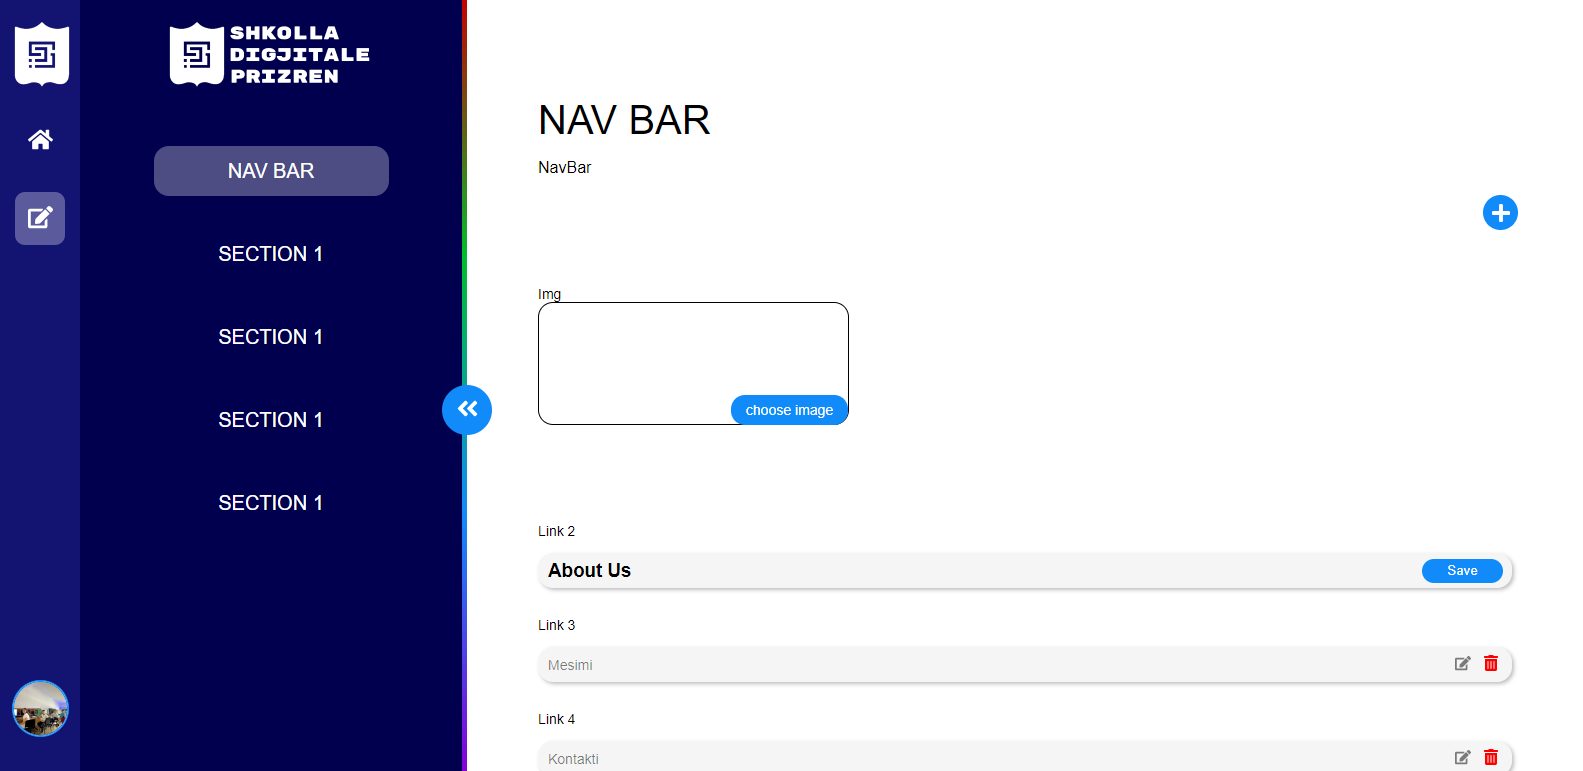 SHKOLLA
DIGJITALE
PRIZREN
NAV BAR
SECTION 1
SECTION 1
SECTION 1
SECTION 1
NAV BAR
NavBar
Img
choose image
Link 2
About Us
Save
Link 3
Mesimi
Link 4
Kontakti